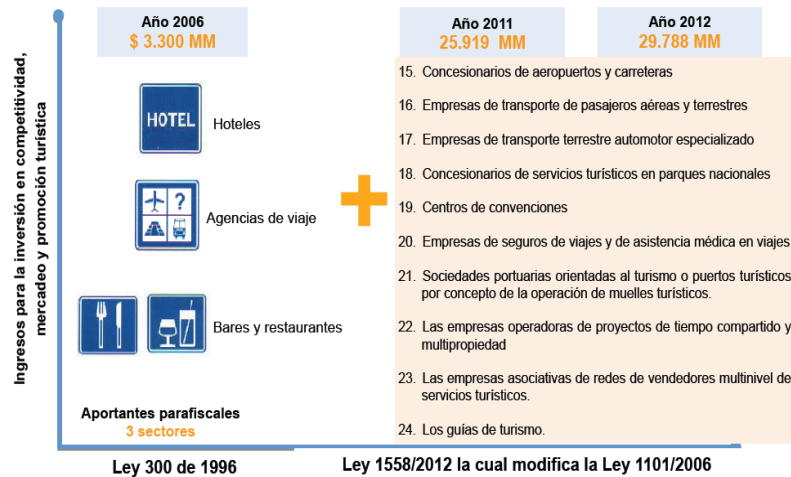 Ingresos para la inversión en competitividad,
mercadeo y promoción turística
Año 2006
$ 3.300 MM
HOTEL
Hoteles
?
Agencias de viaje
Bares y restaurantes
Aportantes parafiscales
3 sectores
Ley 300 de 1996
Año 2011
25.919 MM
Año 2012
29.788 MM
15. Concesionarios de aeropuertos y carreteras
16. Empresas de transporte de pasajeros aéreas y terrestres
17. Empresas de transporte terrestre automotor especializado
18. Concesionarios de servicios turísticos en parques nacionales
19. Centros de convenciones
20. Empresas de seguros de viajes y de asistencia médica en viajes
21. Sociedades portuarias orientadas al turismo o puertos turísticos
por concepto de la operación de muelles turísticos.
22. Las empresas operadoras de proyectos de tiempo compartido y
multipropiedad
23. Las empresas asociativas de redes de vendedores multinivel de
servicios turísticos.
24. Los guías de turismo.
Ley 1558/2012 la cual modifica la Ley 1101/2006